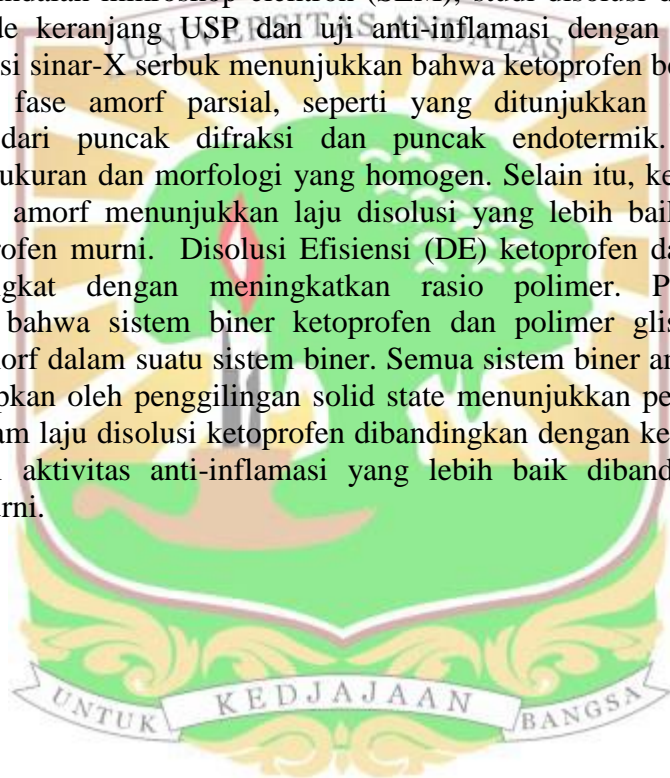 mikroskop elektron (SEM), studi disolusi d
de keranjang USP dan uji anti-inflamasi dengan
UNIVERSITAS ANDALAS
si sinar-X serbuk menunjukkan bahwa ketoprofen be
fase amorf parsial, seperti yang ditunjukkan
dari puncak difraksi dan puncak endotermik.
ukuran dan morfologi yang homogen. Selain itu, ke
amorf menunjukkan laju disolusi yang lebih baik
rofen murni. Disolusi Efisiensi (DE) ketoprofen da
ngkat dengan meningkatkan rasio polimer. P
bahwa sistem biner ketoprofen dan polimer glis
norf dalam suatu sistem biner. Semua sistem biner an
pkan oleh penggilingan solid state menunjukkan pe
am laju disolusi ketoprofen dibandingkan dengan ke
aktivitas anti-inflamasi yang lebih baik diband
urni.
UNTUK KEDJAJAAN BANGSA